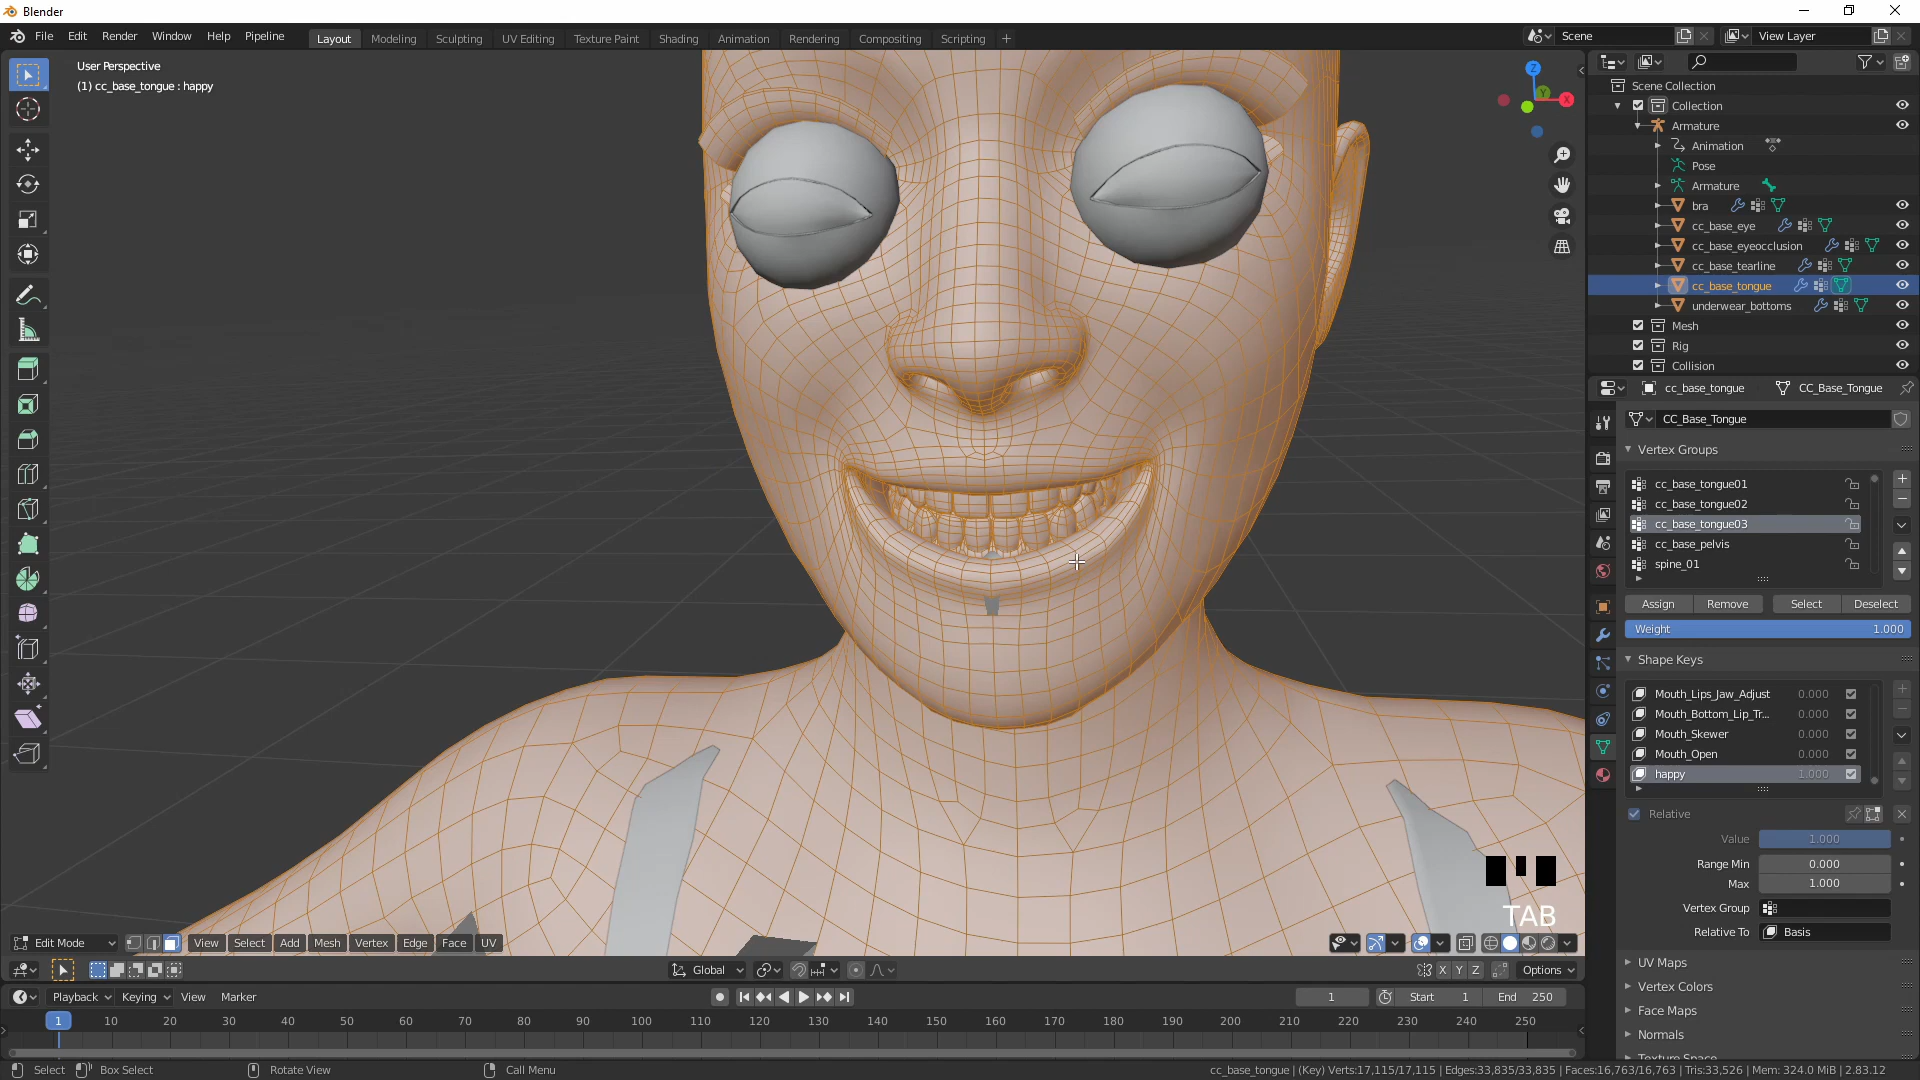 Blender
File Edit Render Window Help Pipeline
Layout Modeling Sculpting UV Editing Texture Paint Shading Animation Rendering Compositing Scripting +
Scene
View Layer
User Perspective
(1) cc_base_tongue : happy
Z
Y
X
Scene Collection
Collection
Armature
Animation
Pose
Armature
bra
cc_base_eye
cc_base_eyeocclusion
cc_base_tearline
cc_base_tongue
underwear_bottoms
Mesh
Rig
Collision
cc_base_tongue CC_Base_Tongue
CC_Base_Tongue
Vertex Groups
cc_base_tongue01
cc_base_tongue02
cc_base_tongue03
cc_base_pelvis
spine_01
Assign Remove Select Deselect
Weight 1.000
Shape Keys
Mouth_Lips_Jaw_Adjust 0.000
Mouth_Bottom_Lip_Tr... 0.000
Mouth_Skewer 0.000
Mouth_Open 0.000
happy 1.000
Relative
Value 1.000
Range Min 0.000
Max 1.000
Vertex Group
Relative To Basis
UV Maps
Vertex Colors
Face Maps
Normals
Texture Space
TAB
Edit Mode View Select Add Mesh Vertex Edge Face UV
Global X Y Z Options
Playback Keying View Marker 1 Start 1 End 250
1 10 20 30 40 50 60 70 80 90 100 110 120 130 140 150 160 170 180 190 200 210 220 230 240 250
Select Box Select Rotate View Call Menu cc_base_tongue | (Key) Verts:17,115/17,115 | Edges:33,835/33,835 | Faces:16,763/16,763 | Tris:33,526 | Mem: 324.0 MiB | 2.83.12